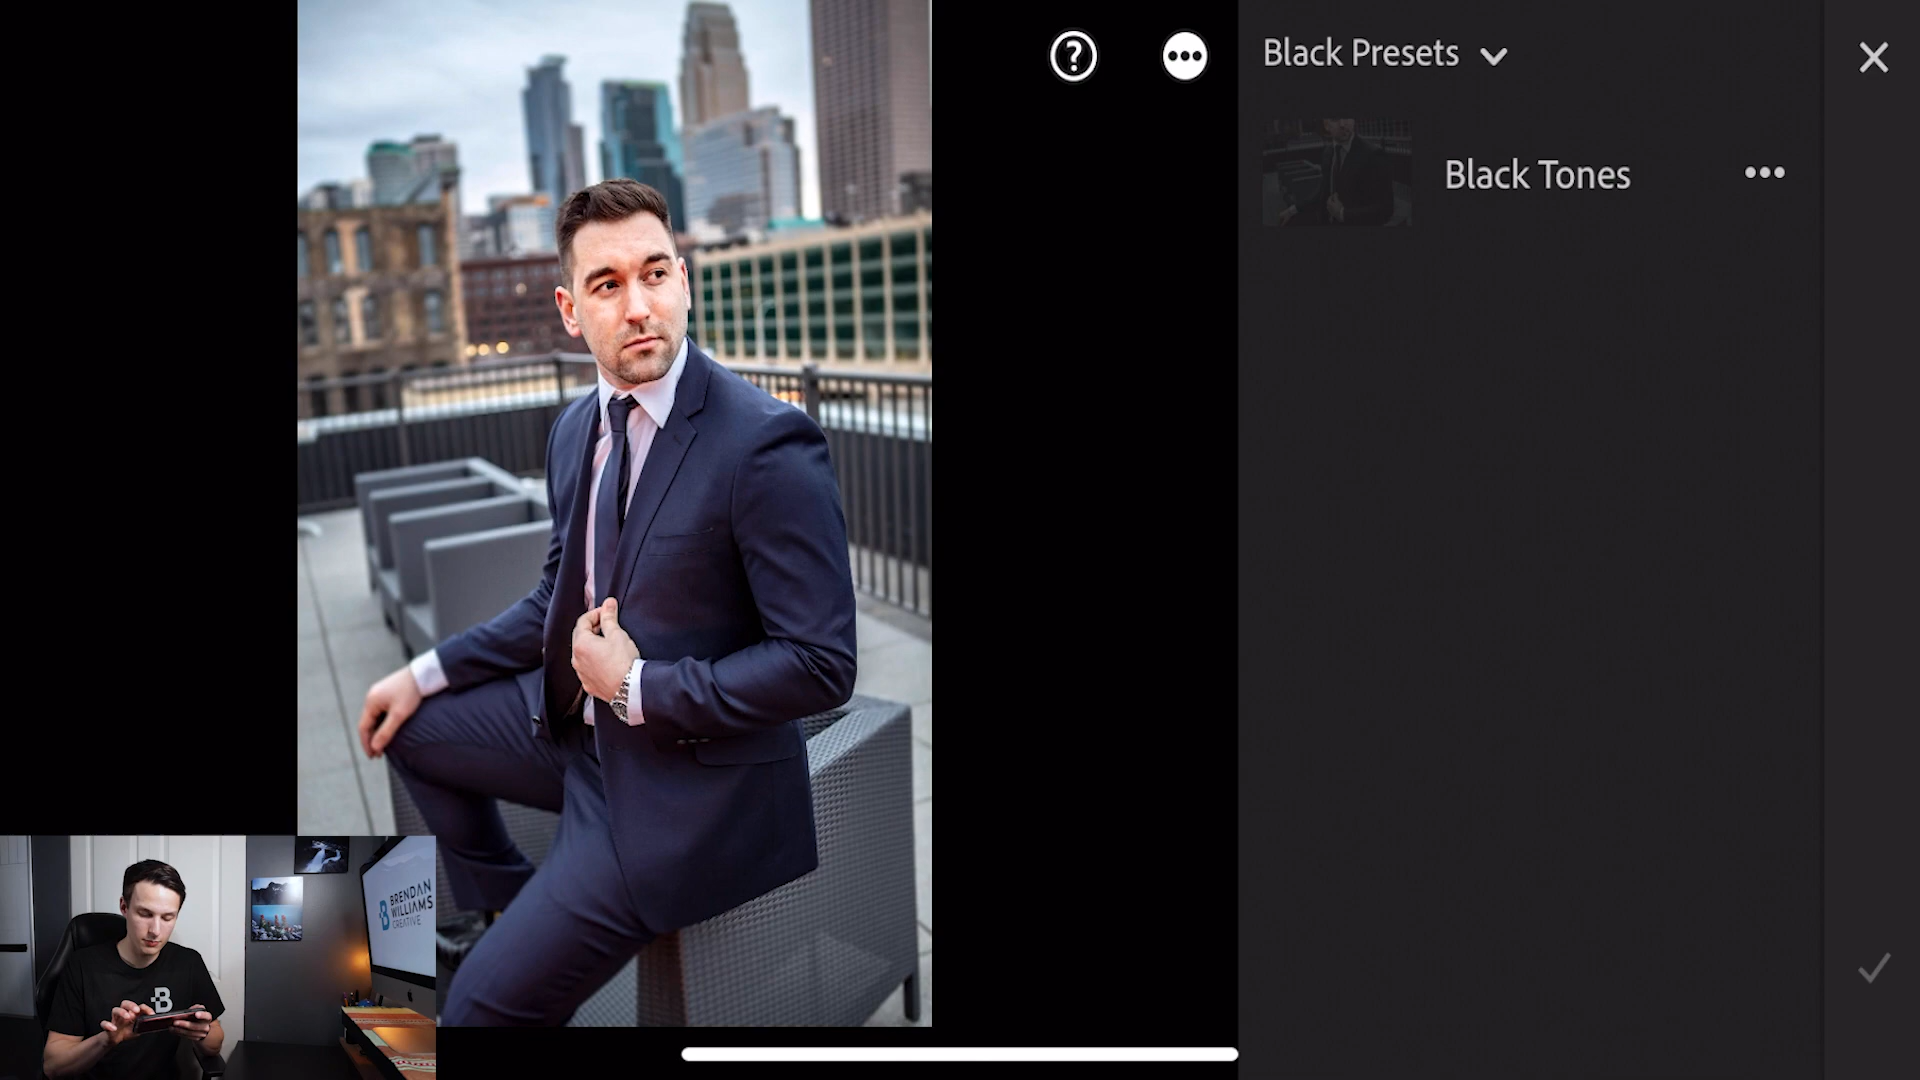 Black Presets
Black Tones
BRENDAN
WILLIAMS
CREATIVE
B